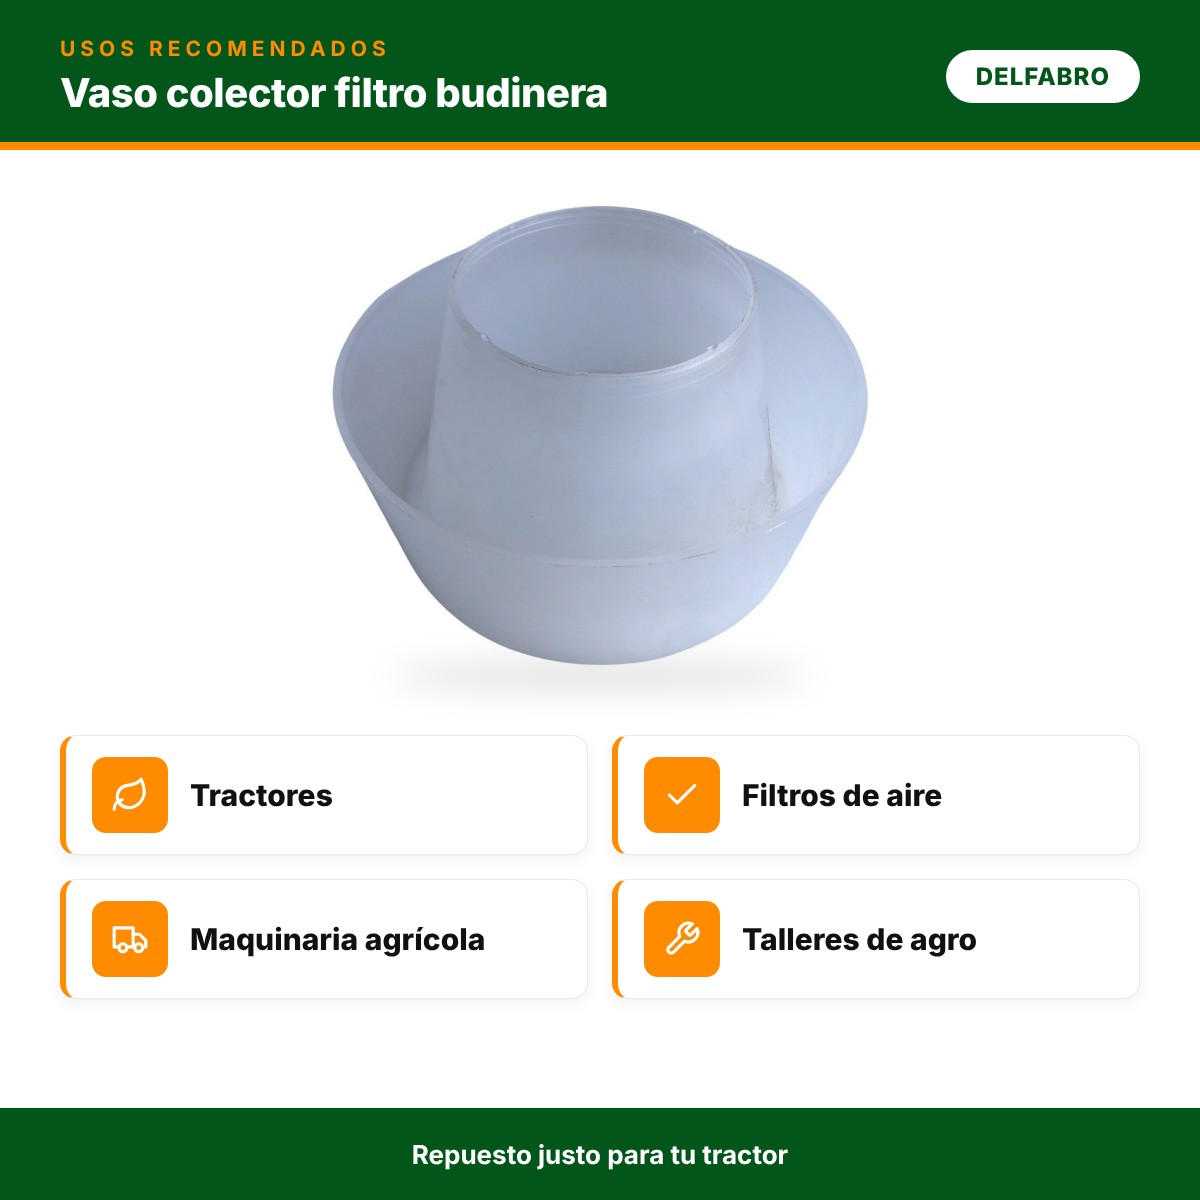 USOS RECOMENDADOS
Vaso colector filtro budinera
DELFABRO
Tractores
Filtros de aire
Maquinaria agrícola
Talleres de agro
Repuesto justo para tu tractor